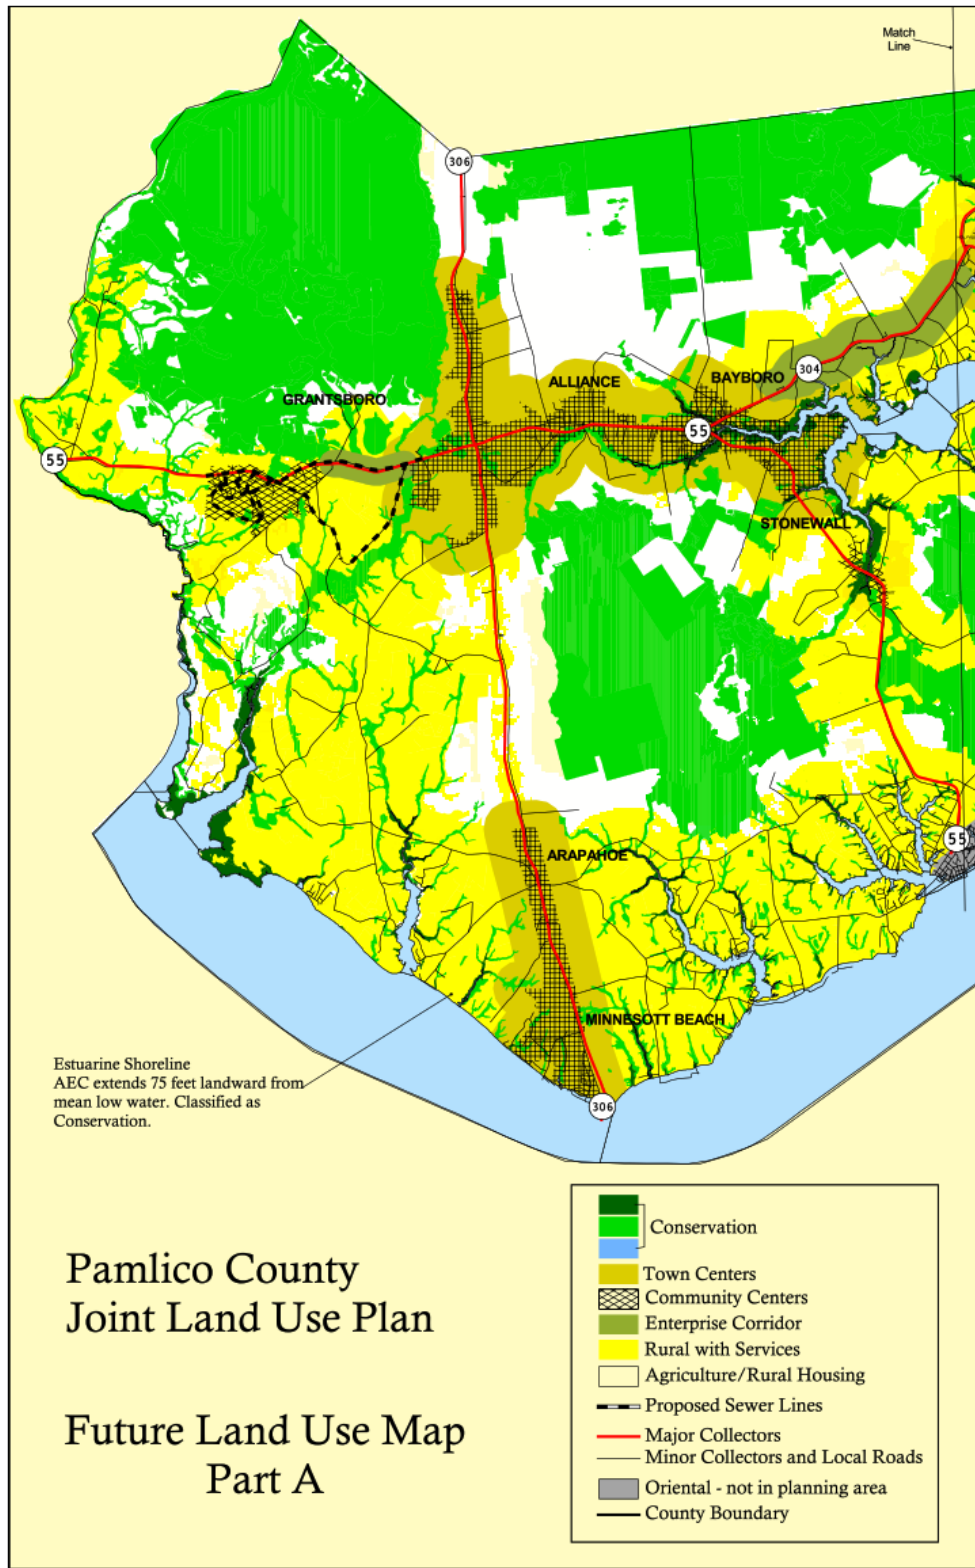 Match
Line
306
304
ALLIANCE
BAYBORO
GRANTSBORO
55
55
STONEWALL
55
ARAPAHOE
MINNESOTT BEACH
Estuarine Shoreline
AEC extends 75 feet landward from
mean low water. Classified as
Conservation.
306
Pamlico County
Joint Land Use Plan
Future Land Use Map
Part A
Conservation
Town Centers
Community Centers
Enterprise Corridor
Rural with Services
Agriculture/Rural Housing
Proposed Sewer Lines
Major Collectors
Minor Collectors and Local Roads
Oriental - not in planning area
County Boundary